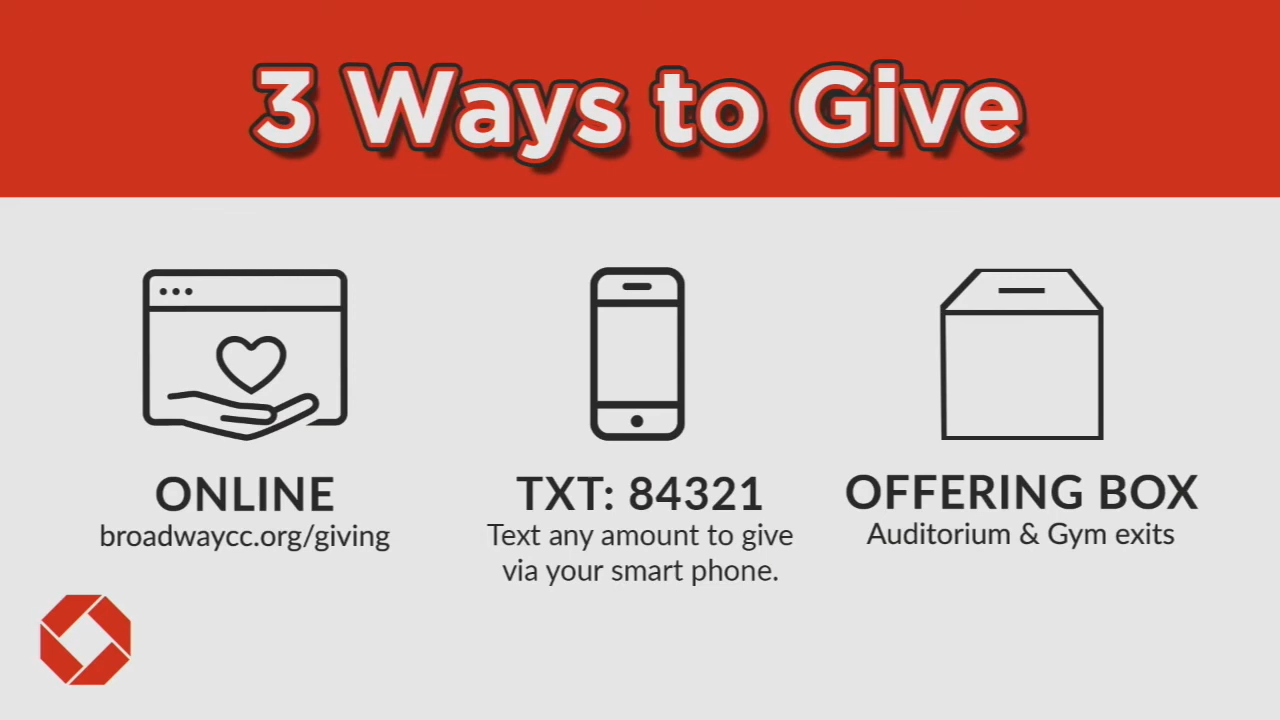 3 Ways to Give
ONLINE
broadwaycc.org/giving
TXT: 84321
Text any amount to give
via your smart phone.
OFFERING BOX
Auditorium & Gym exits